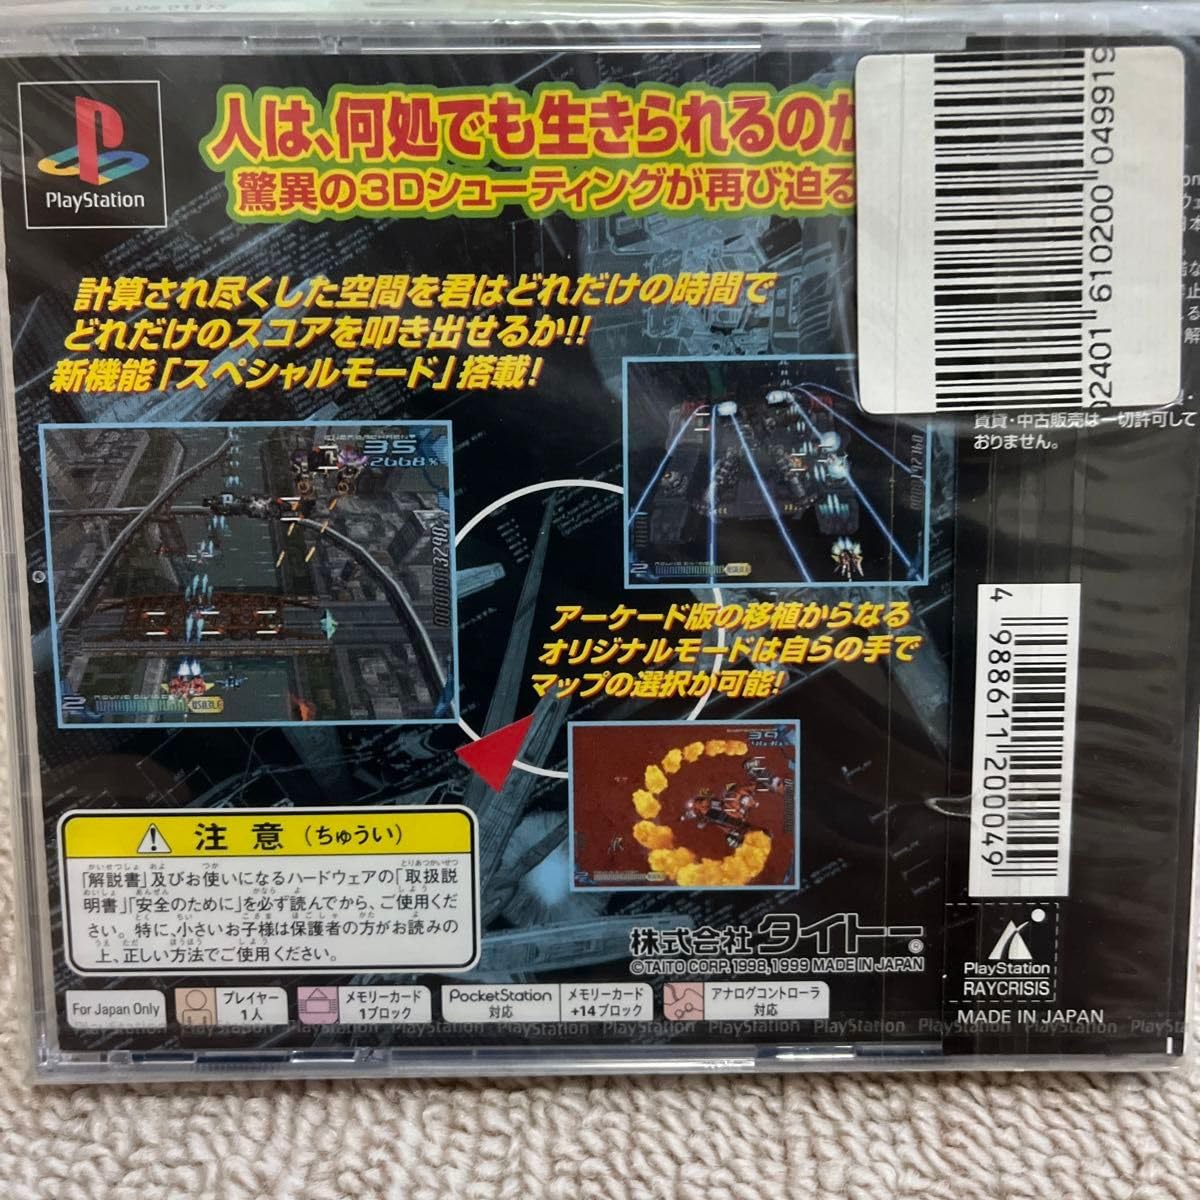 PlayStation
人は、何処でも生きられるのか
驚異の3Dシューティングが再び迫る
計算され尽くした空間を君はどれだけの時間で
どれだけのスコアを叩き出せるか!!
新機能「スペシャルモード」搭載!
35
2668%
00013290
アーケード版の移植からなる
オリジナルモードは自らの手で
マップの選択が可能!
39
注意(ちゅうい)
「解説書」及びお使いになるハードウェアの「取扱説
明書」「安全のために」を必ず読んでから、ご使用くだ
さい。特に、小さいお子様は保護者の方がお読みの
上、正しい方法でご使用ください。
株式会社 タイトー®
©TAITO CORP. 1998, 1999 MADE IN JAPAN
For Japan Only
プレイヤー
1人
メモリーカード
1ブロック
PocketStation
対応
メモリーカード
+14ブロック
アナログコントローラ
対応
02401 610200 049919
賃貸・中古販売は一切許可して
おりません。
4 988611 200049
PlayStation
RAYCRISIS
MADE IN JAPAN